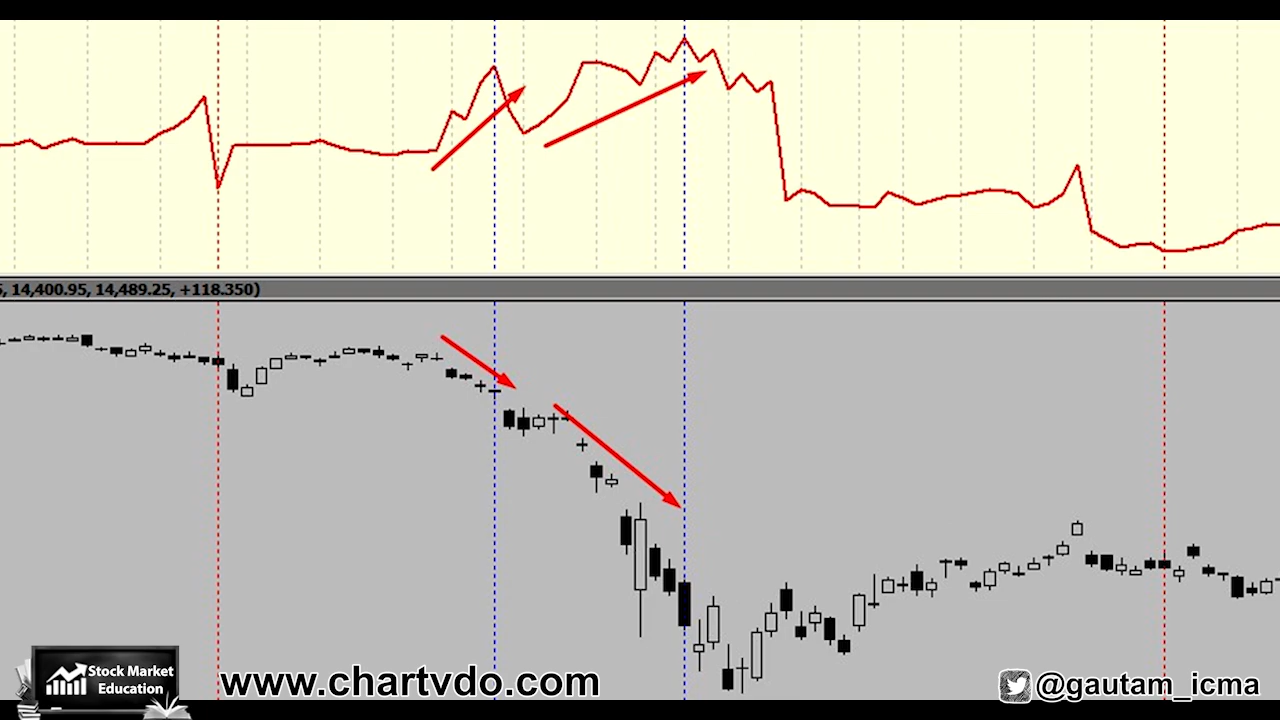 5, 14,400.95, 14,489.25, +118.350)
Stock Market
Education
www.chartvdo.com
@gautam_icma